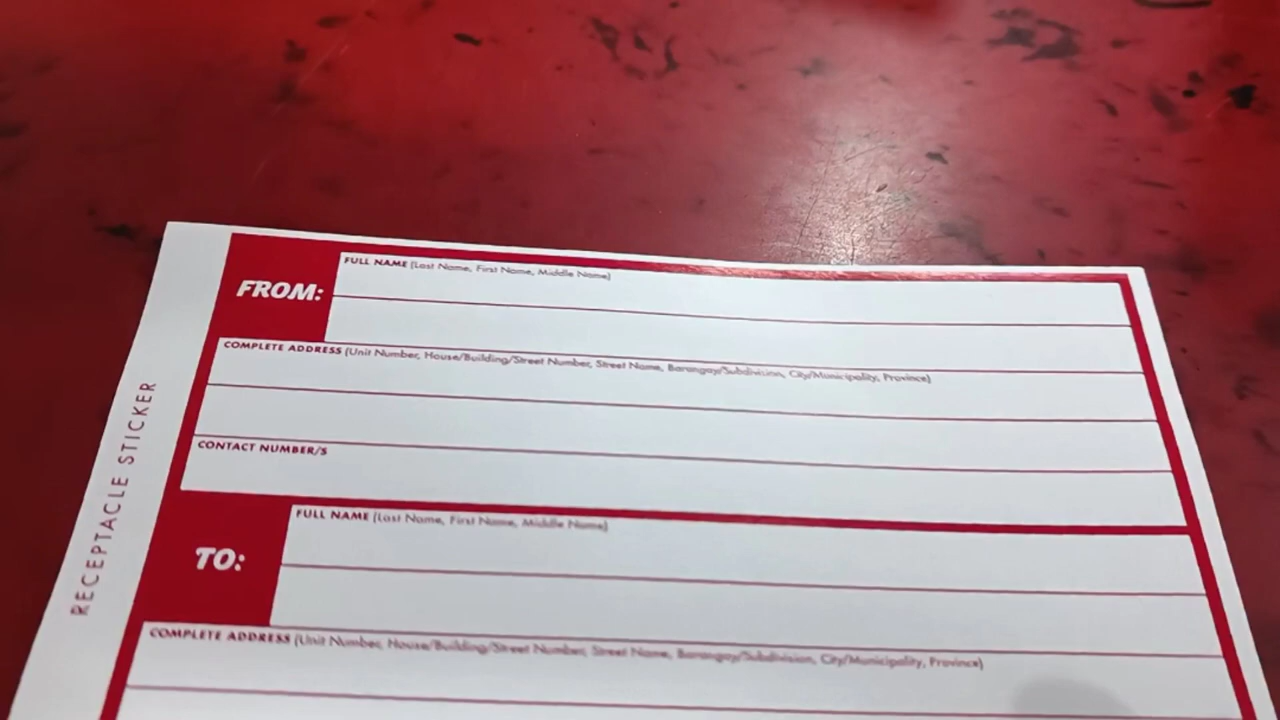 FROM:
FULL NAME (Last Name, First Name, Middle Name)
COMPLETE ADDRESS (Unit Number, House/Building/Street Number, Street Name, Barangay/Subdivision, City/Municipality, Province)
CONTACT NUMBER/S
TO:
FULL NAME (Last Name, First Name, Middle Name)
COMPLETE ADDRESS (Unit Number, House/Building/Street Number, Street Name, Barangay/Subdivision, City/Municipality, Province)
RECEPTACLE STICKER